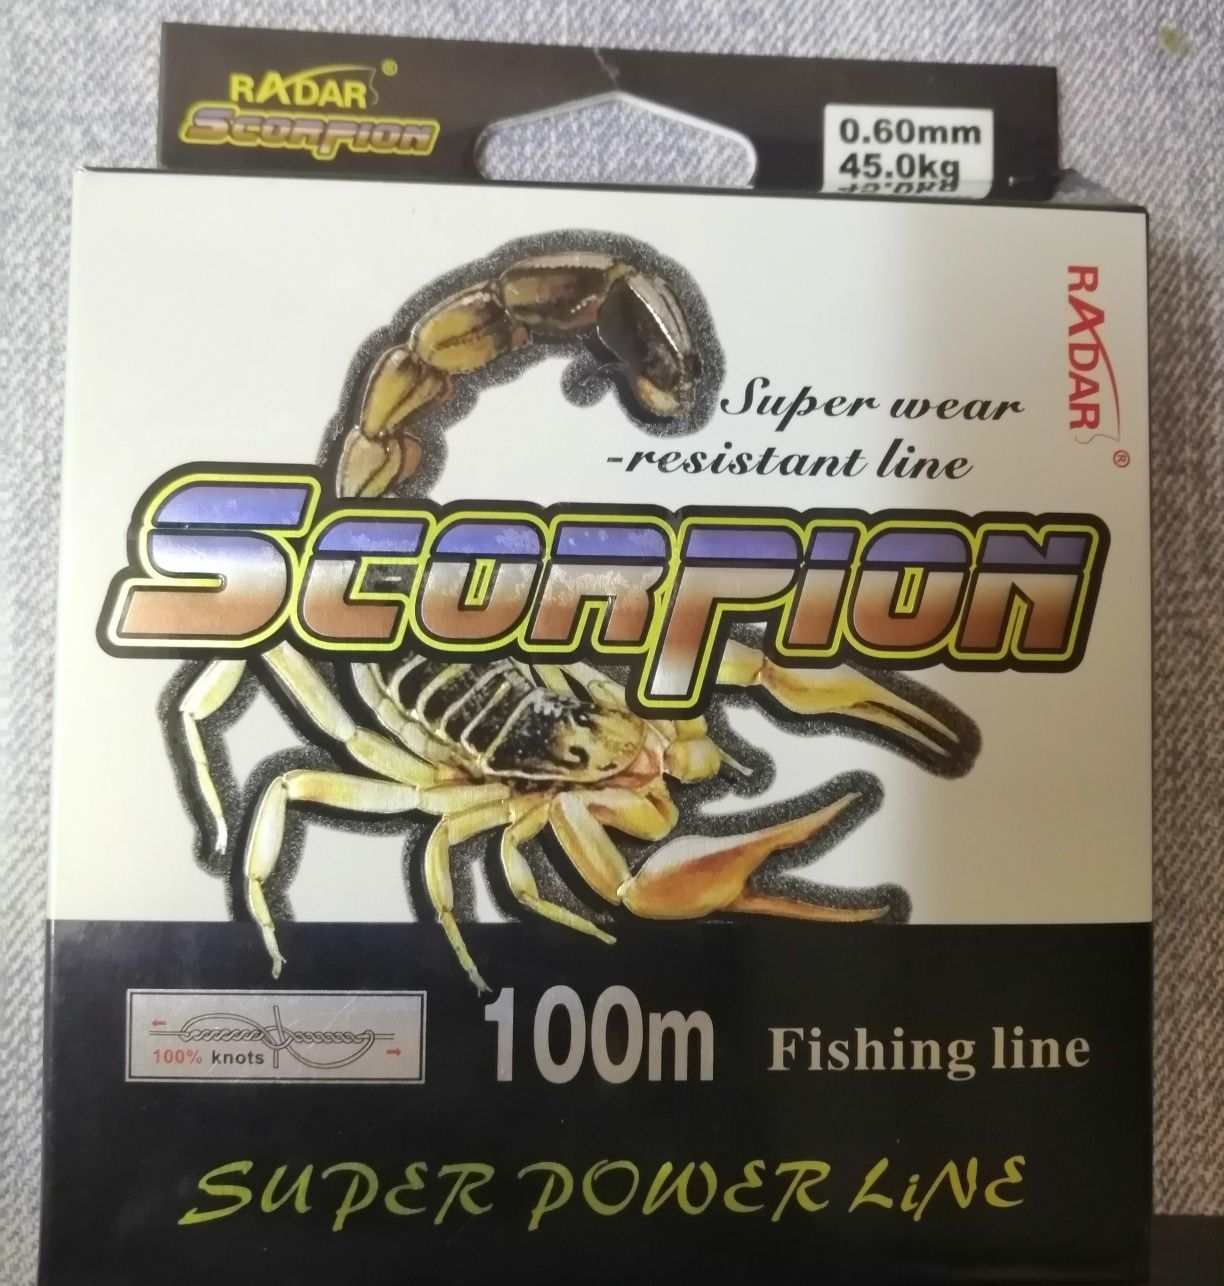 RADAR®
SCORPION
0.60mm
45.0kg
RADAR®
Super wear
-resistant line
SCORPION
100% knots
100m
Fishing line
SUPER POWER LiNE